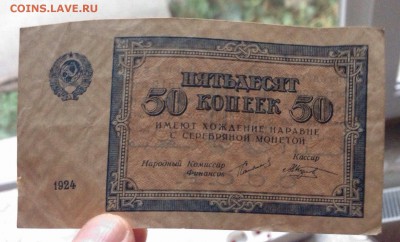 COINS.LAVE.RU
ПЯТЬДЕСЯТ
50 КОПЕЕК 50
ИМЕЮТ ХОЖДЕНИЕ НАРАВНЕ
С СЕРЕБРЯНОЙ МОНЕТОЙ
Народный Комиссар
Финансов
Кассир
1924